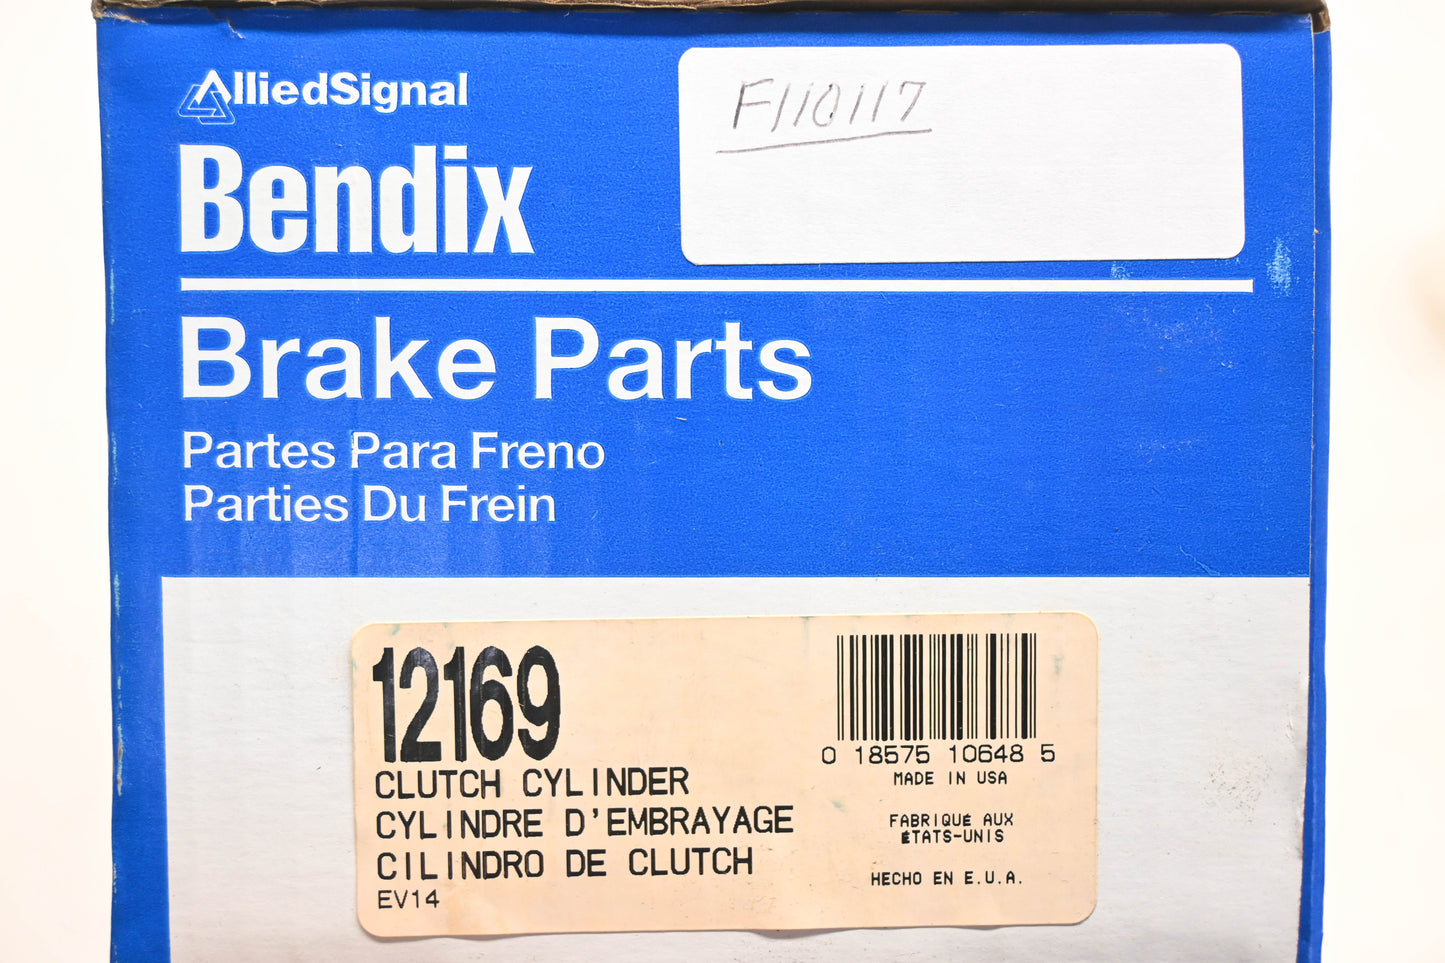 AlliedSignal
F110117
Bendix
Brake Parts
Partes Para Freno
Parties Du Frein
12169
CLUTCH CYLINDER
CYLINDRE D'EMBRAYAGE
CILINDRO DE CLUTCH
EV14
0 18575 10648 5
MADE IN USA
FABRIQUÉ AUX
ÉTATS-UNIS
HECHO EN E.U.A.